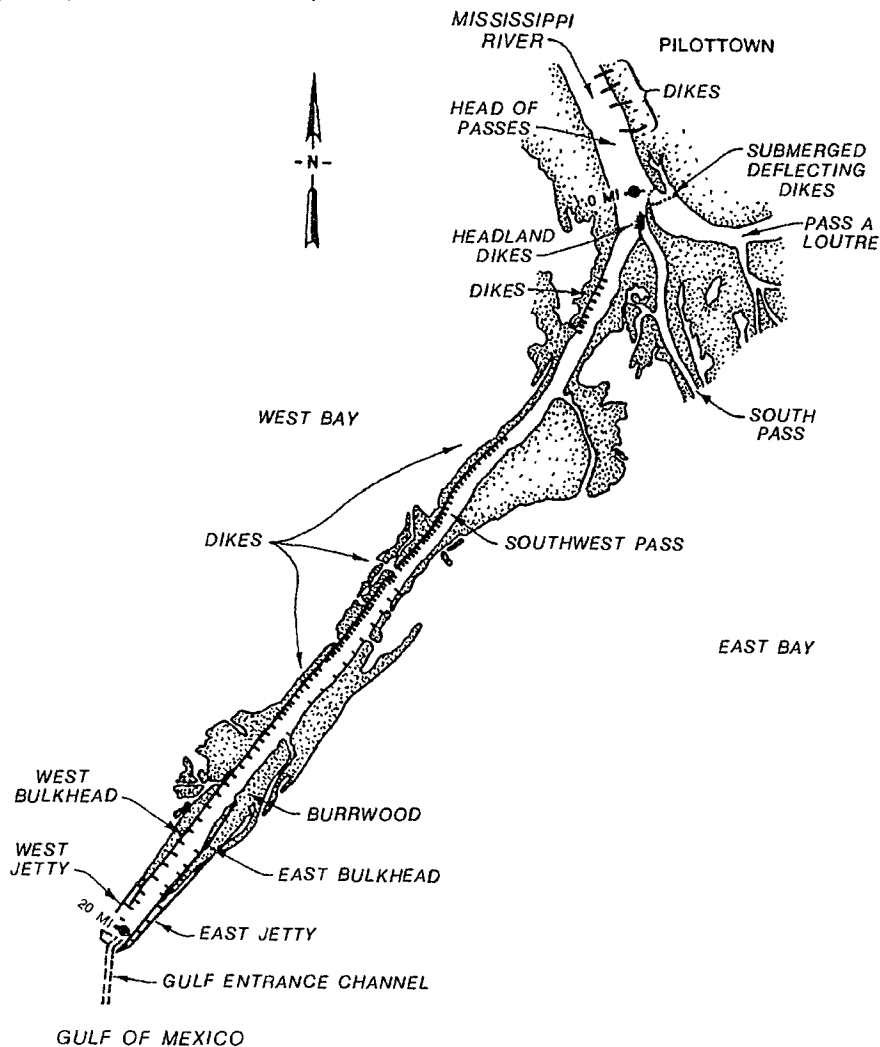 MISSISSIPPI
RIVER
PILOTTOWN
DIKES
HEAD OF
PASSES
- N -
SUBMERGED
DEFLECTING
DIKES
0 MI
HEADLAND
DIKES
PASS A
LOUTRE
DIKES
WEST BAY
SOUTH
PASS
DIKES
SOUTHWEST PASS
EAST BAY
WEST
BULKHEAD
BURRWOOD
WEST
JETTY
EAST BULKHEAD
20 MI
EAST JETTY
GULF ENTRANCE CHANNEL
GULF OF MEXICO